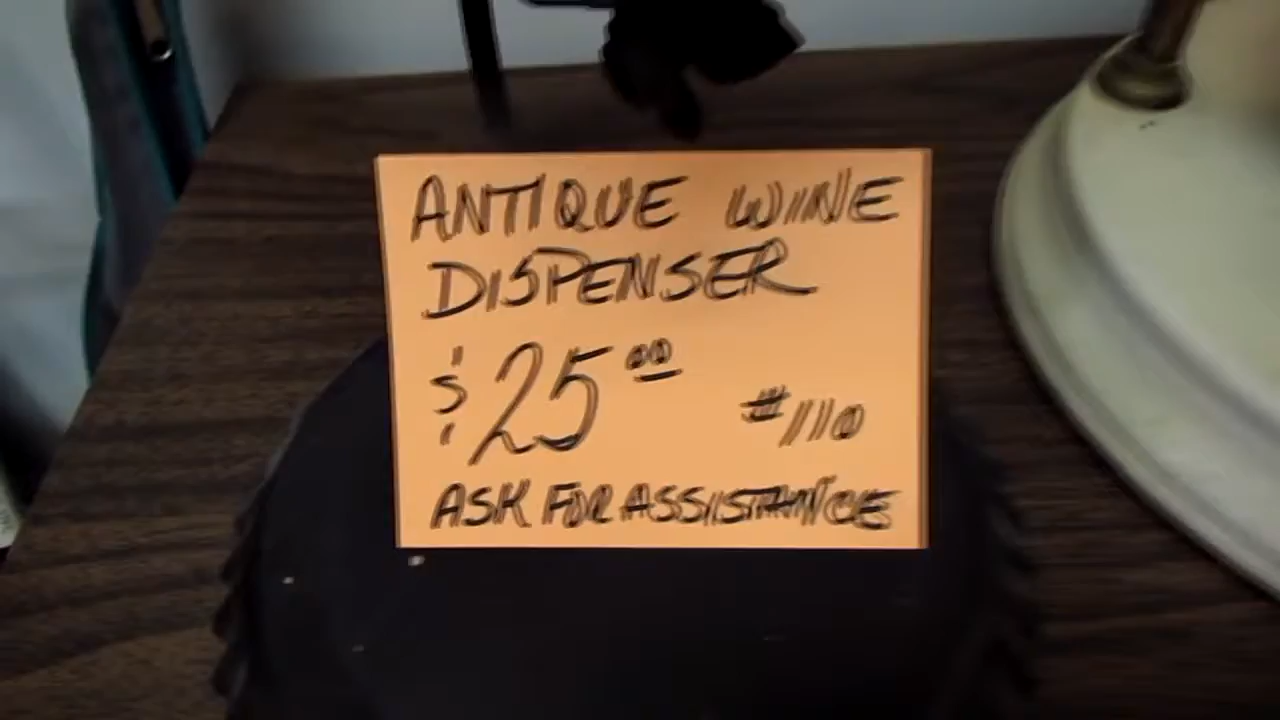 ANTIQUE WINE
DISPENSER
$25.00 #110
ASK FOR ASSISTANCE